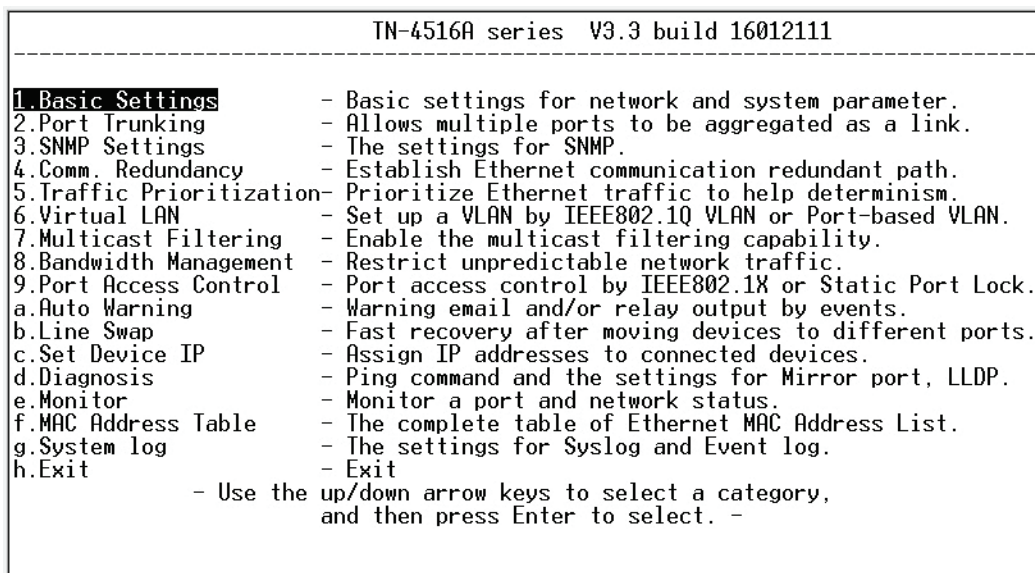 TN-4516A series V3.3 build 16012111
1.Basic Settings - Basic settings for network and system parameter.
2.Port Trunking - Allows multiple ports to be aggregated as a link.
3.SNMP Settings - The settings for SNMP.
4.Comm. Redundancy - Establish Ethernet communication redundant path.
5.Traffic Prioritization- Prioritize Ethernet traffic to help determinism.
6.Virtual LAN - Set up a VLAN by IEEE802.1Q VLAN or Port-based VLAN.
7.Multicast Filtering - Enable the multicast filtering capability.
8.Bandwidth Management - Restrict unpredictable network traffic.
9.Port Access Control - Port access control by IEEE802.1X or Static Port Lock.
a.Auto Warning - Warning email and/or relay output by events.
b.Line Swap - Fast recovery after moving devices to different ports.
c.Set Device IP - Assign IP addresses to connected devices.
d.Diagnosis - Ping command and the settings for Mirror port, LLDP.
e.Monitor - Monitor a port and network status.
f.MAC Address Table - The complete table of Ethernet MAC Address List.
g.System log - The settings for Syslog and Event log.
h.Exit - Exit
- Use the up/down arrow keys to select a category,
and then press Enter to select. -